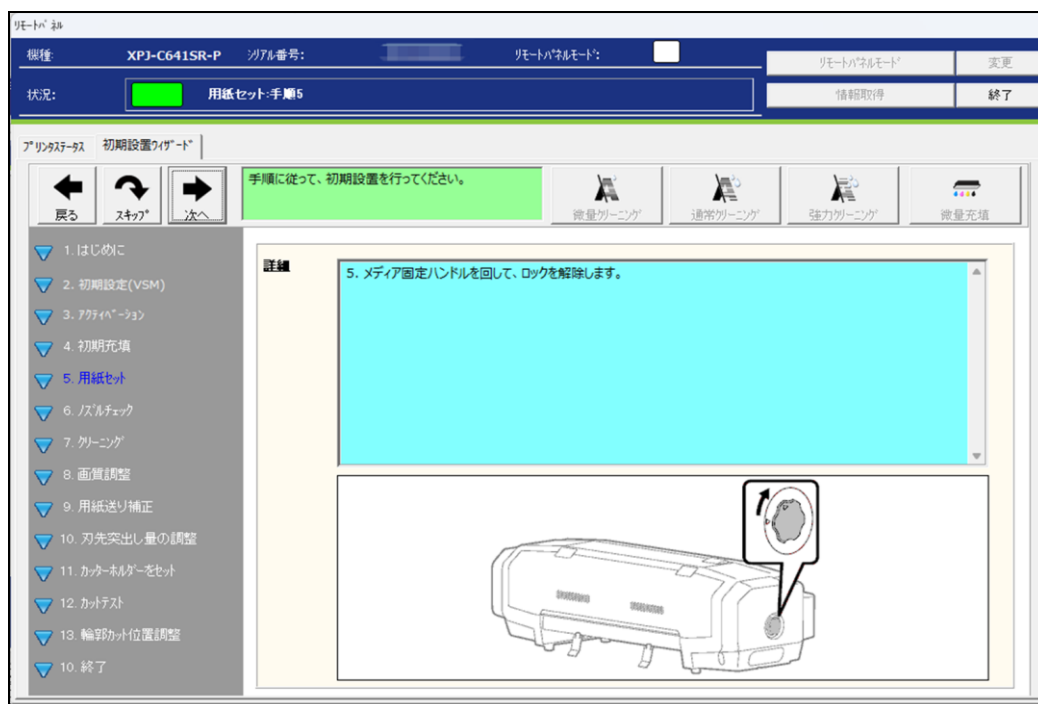 リモートパネル
機種: XPJ-C641SR-P シリアル番号: リモートパネルモード:
リモートパネルモード 変更
状況: 用紙セット:手順5
情報取得 終了
プリンタステータス 初期設置ウィザード
戻る スキップ 次へ
手順に従って、初期設置を行ってください。
微量クリーニング 通常クリーニング 強力クリーニング 微量充填
1. はじめに
2. 初期設定(VSM)
3. アクティベーション
4. 初期充填
5. 用紙セット
6. ノズルチェック
7. クリーニング
8. 画質調整
9. 用紙送り補正
10. 刃先突出し量の調整
11. カッターホルダーをセット
12. カットテスト
13. 輪郭カット位置調整
10. 終了
詳細
5. メディア固定ハンドルを回して、ロックを解除します。